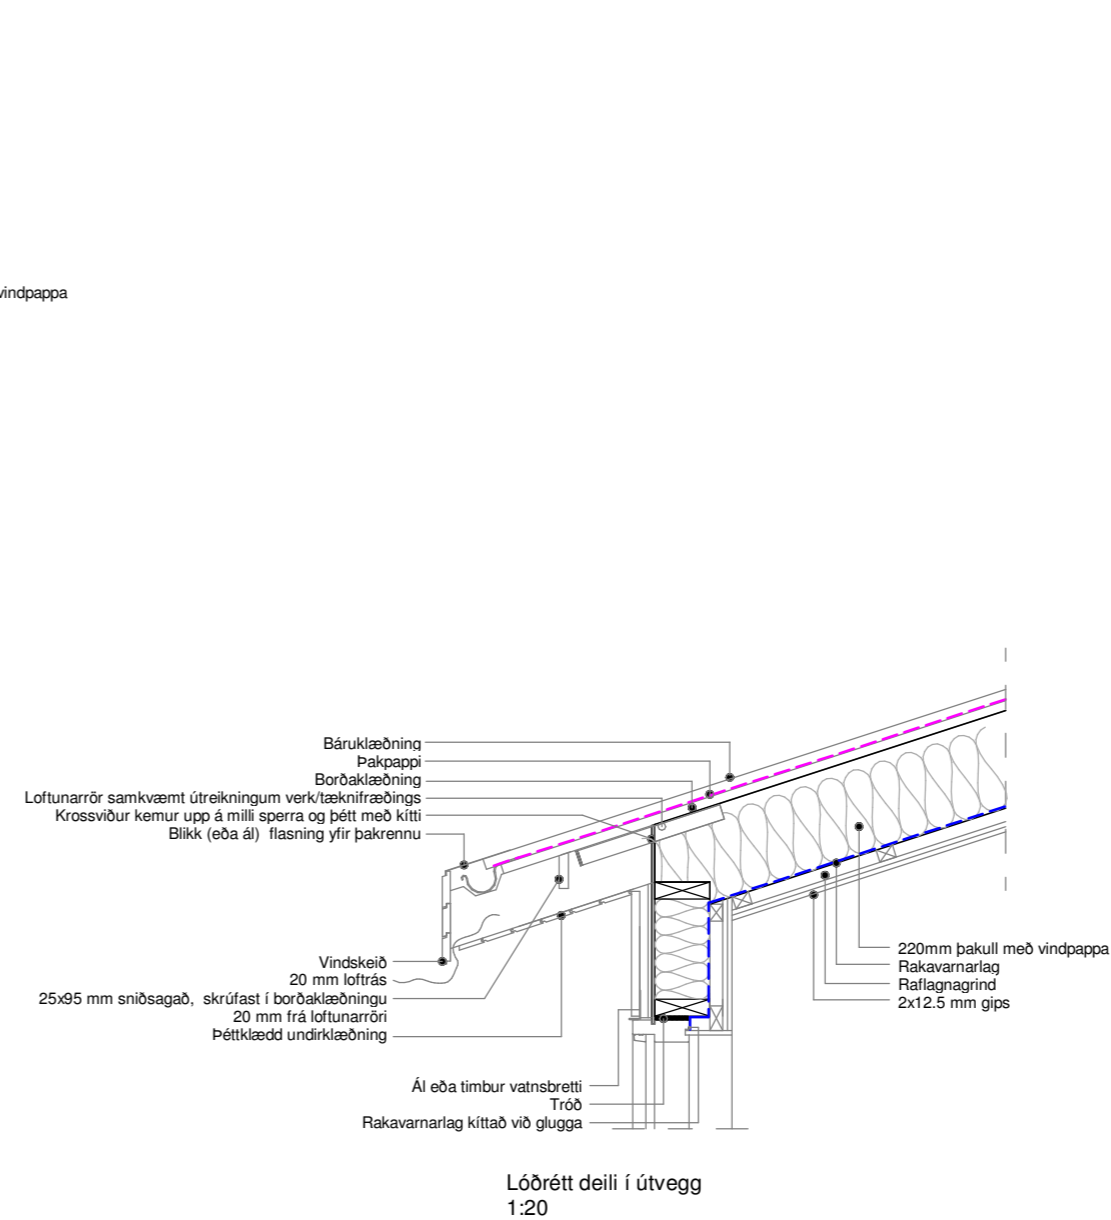 vindpappa
Báruklæðning
Þakpappi
Borðaklæðning
Loftunarrör samkvæmt útreikningum verk/tæknifræðings
Krossviður kemur upp á milli sperra og þétt með kítti
Blikk (eða ál) flasning yfir þakrennu
Vindskeið
20 mm loftrás
25x95 mm sniðsagað, skrúfast í borðaklæðningu
20 mm frá loftunarröri
Þéttklædd undirklæðning
220mm þakull með vindpappa
Rakavarnarlag
Raflagnagrind
2x12.5 mm gips
Ál eða timbur vatnsbretti
Tróð
Rakavarnarlag kíttað við glugga
Lóðrétt deili í útvegg
1:20